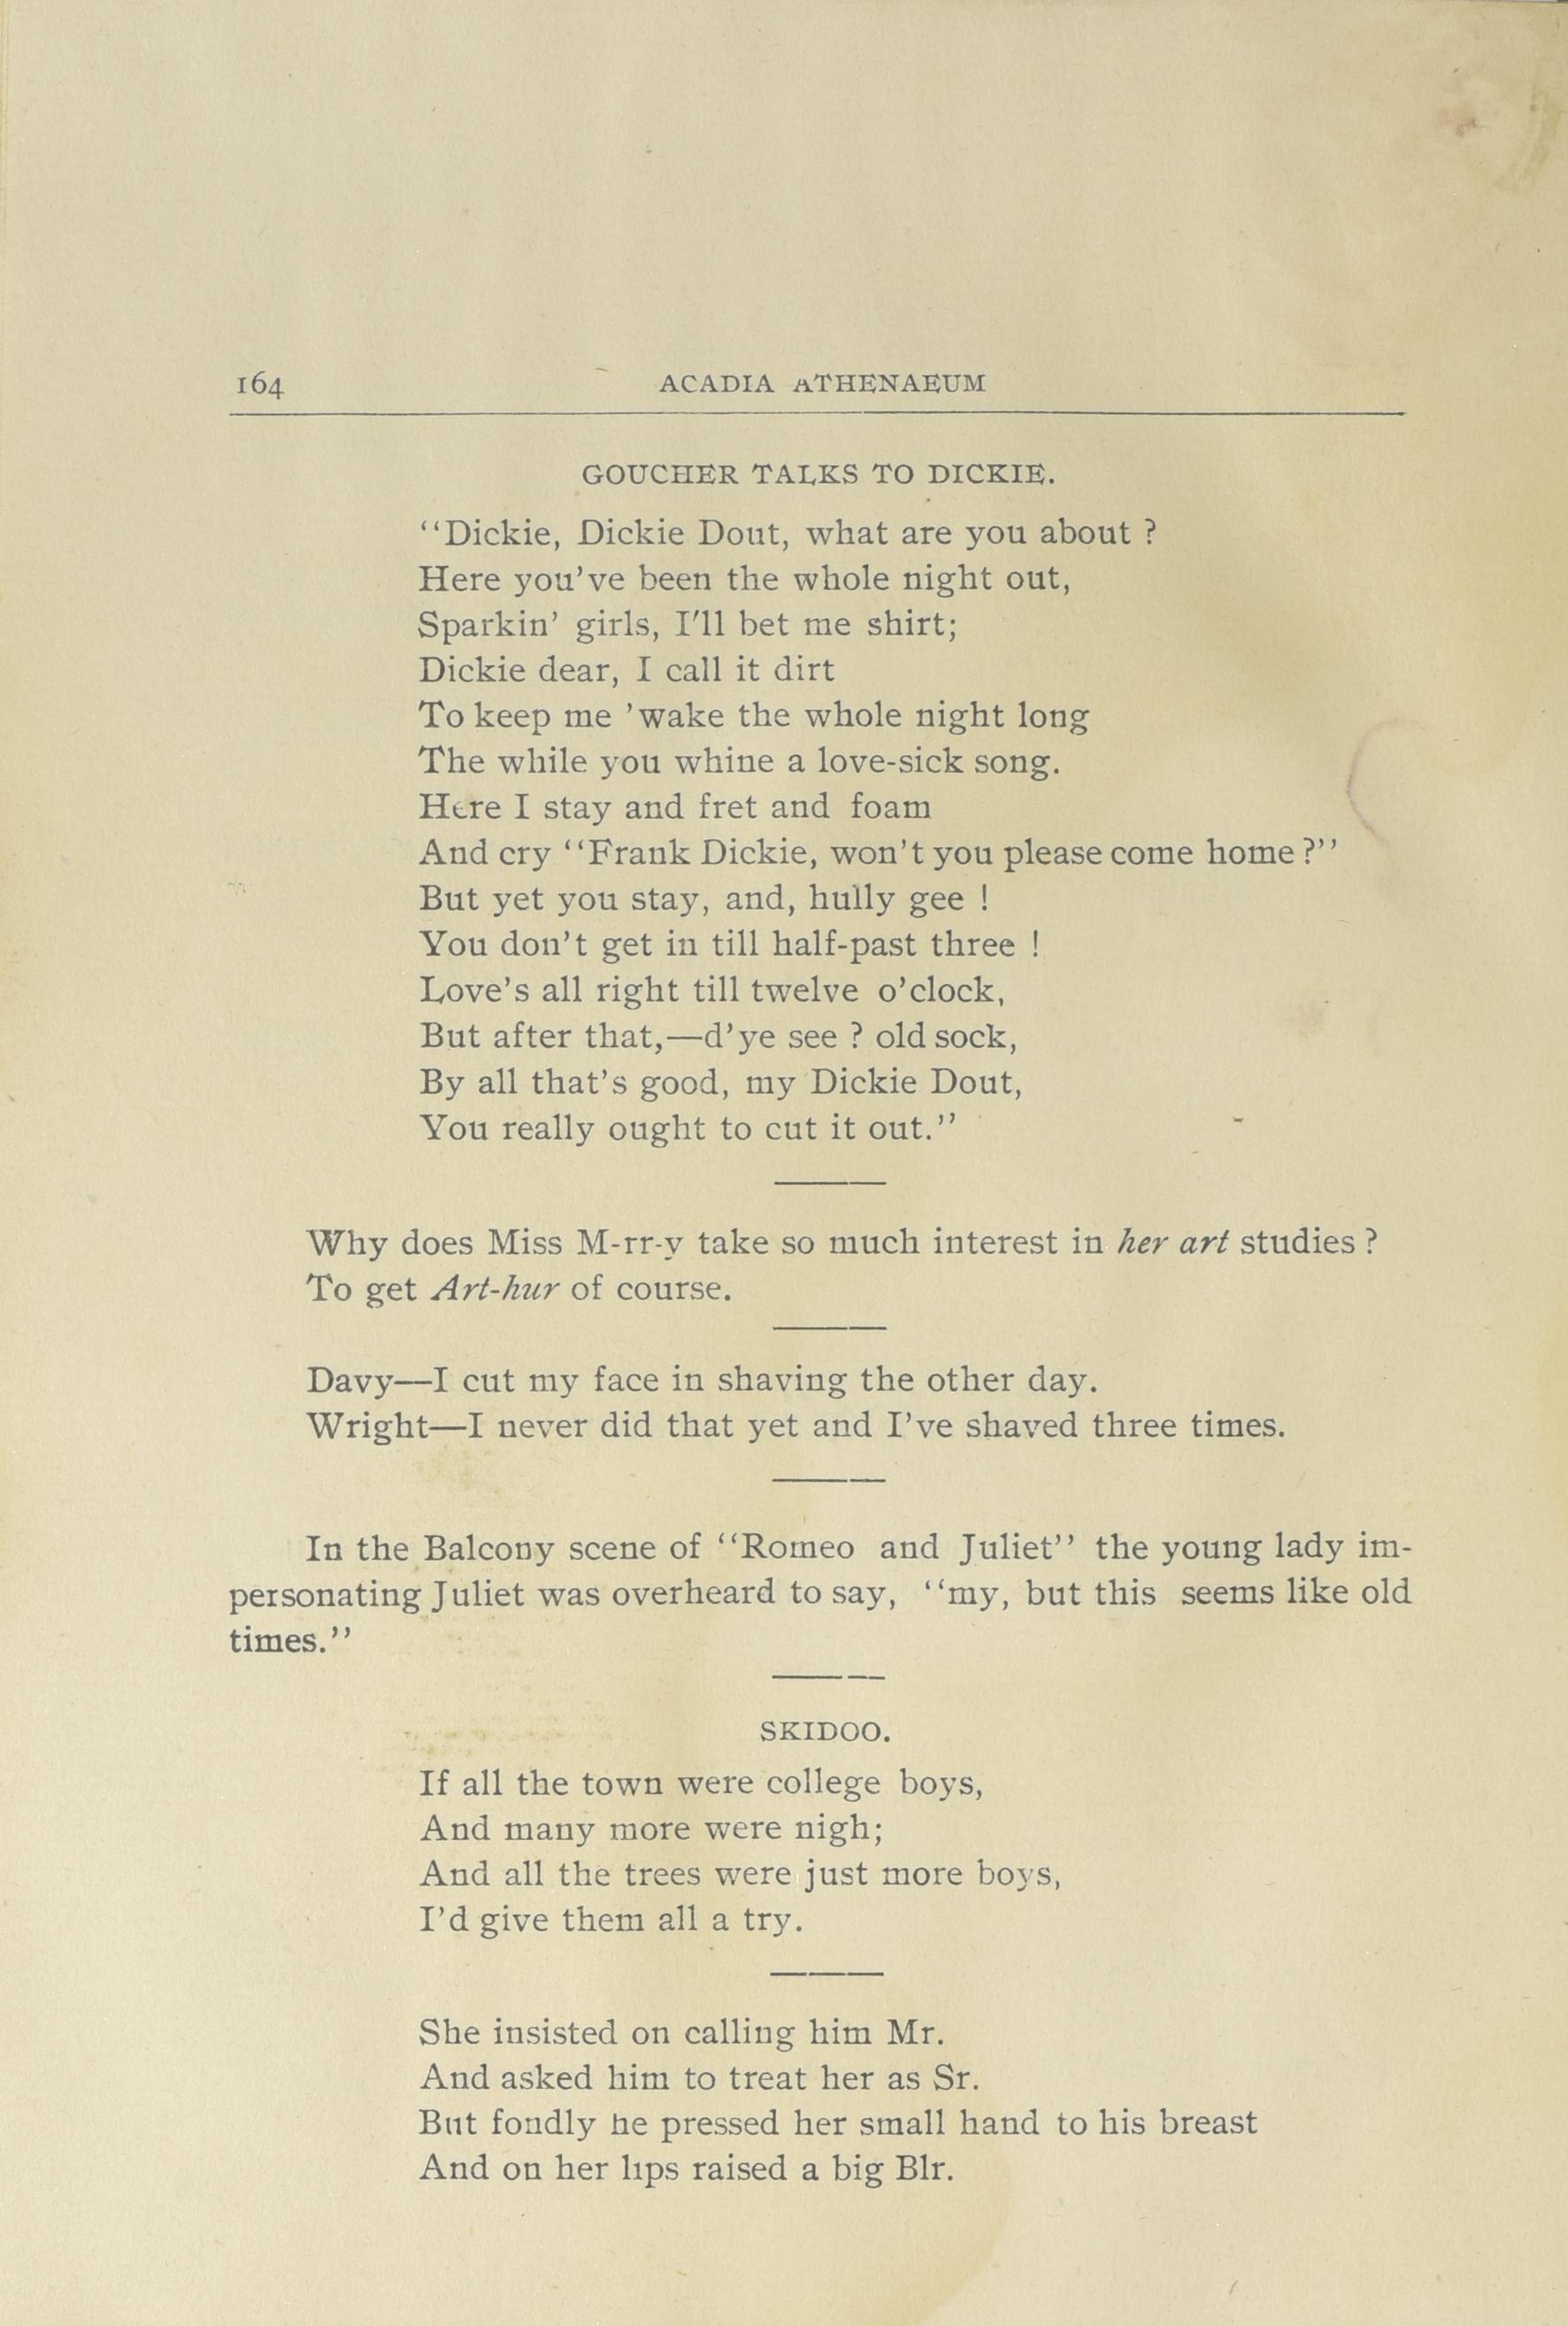 164
ACADIA ATHENAEUM
GOUCHER TALKS TO DICKIE.
‘‘Dickie, Dickie Dout, what are you about ?
Here you’ve been the whole night out,
Sparkin’ girls, I'll bet me shirt;
Dickie dear, I call it dirt
To keep me ’wake the whole night long
The while you whine a love-sick song.
Here I stay and fret and foam
And cry ‘‘Frank Dickie, won’t you please come home ?’’
But yet you stay, and, hully gee !
You don’t get in till half-past three !
Love’s all right till twelve o’clock,
But after that,—d’ye see ? old sock,
By all that’s good, my Dickie Dout,
You really ought to cut it out.’’
Why does Miss M-rr-y take so much interest in her art studies ?
To get Art-hur of course.
Davy—I cut my face in shaving the other day.
Wright—I never did that yet and I’ve shaved three times.
In the Balcony scene of ‘‘Romeo and Juliet’’ the young lady im-
personating Juliet was overheard to say, ‘‘my, but this seems like old
times.’’
SKIDOO.
If all the town were college boys,
And many more were nigh;
And all the trees were just more boys,
I’d give them all a try.
She insisted on calling him Mr.
And asked him to treat her as Sr.
But fondly he pressed her small hand to his breast
And on her lips raised a big Blr.